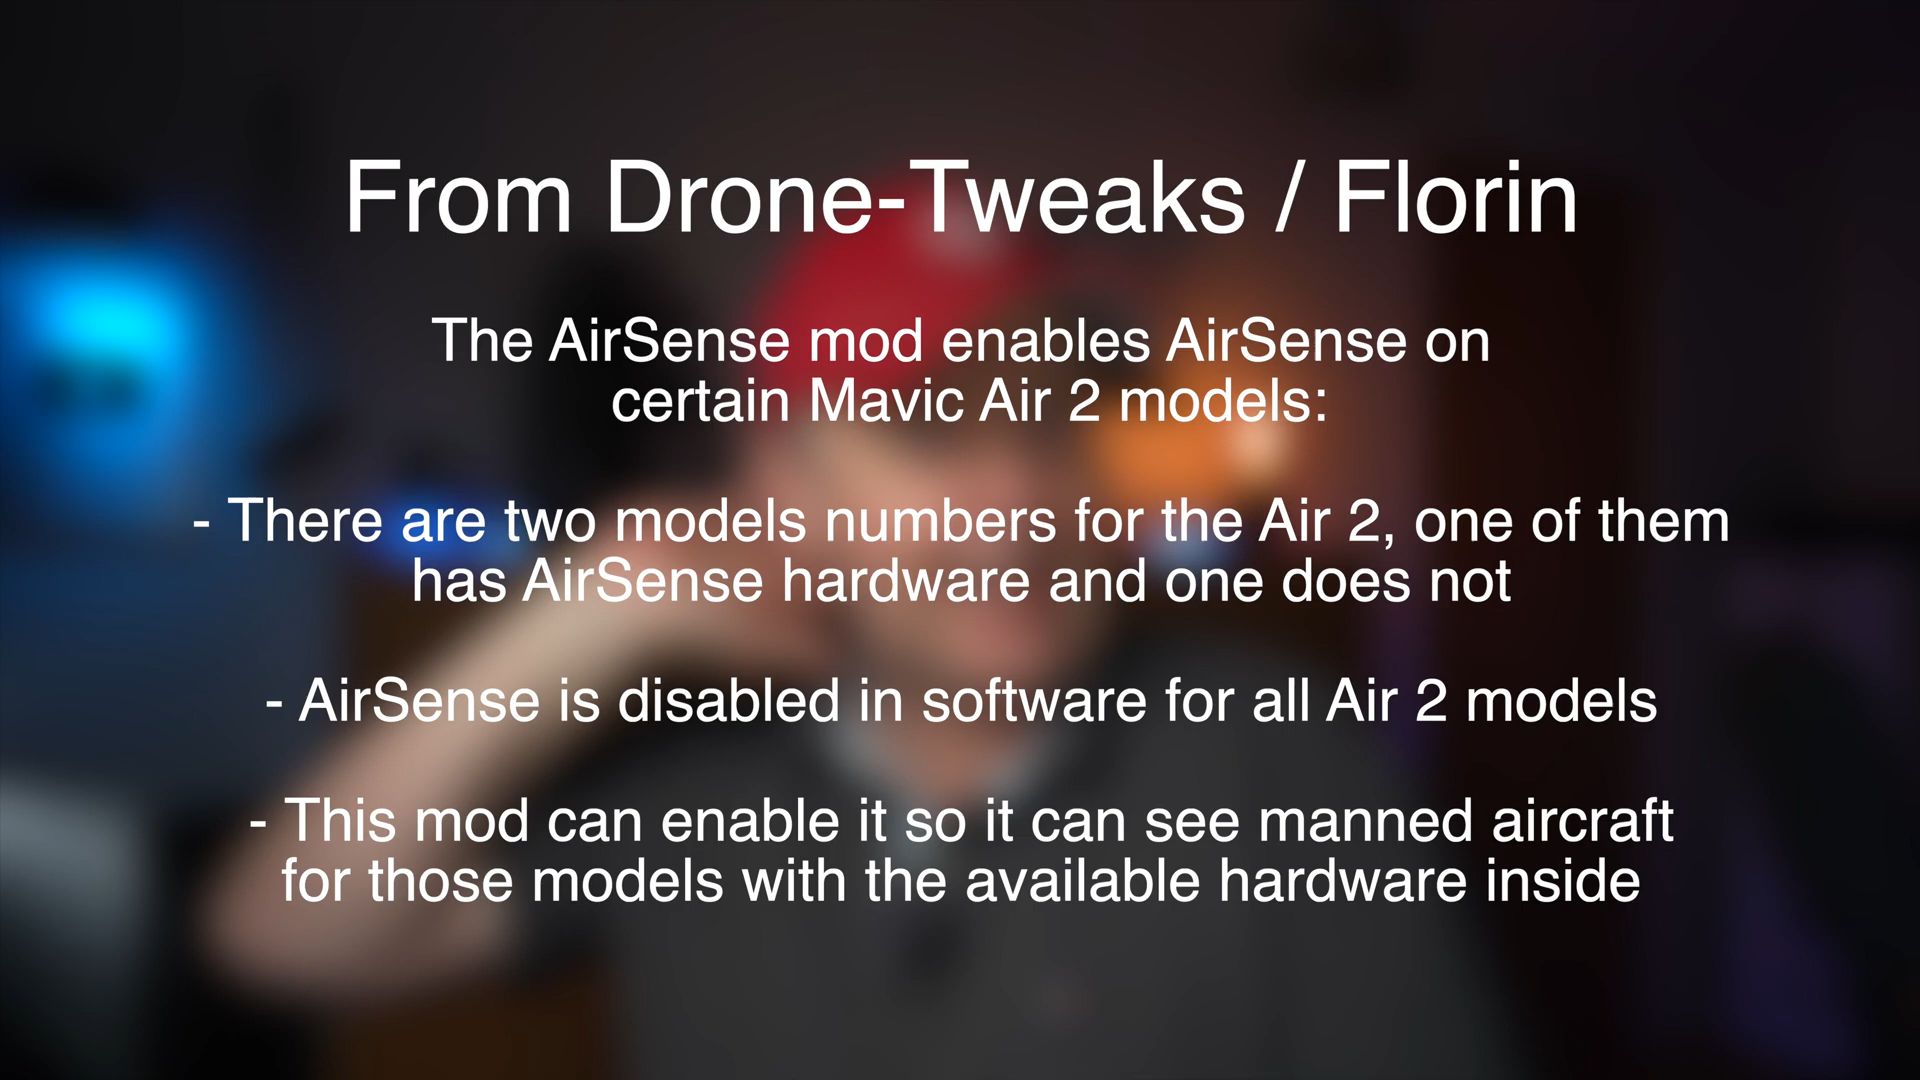 From Drone-Tweaks / Florin
The AirSense mod enables AirSense on
certain Mavic Air 2 models:
- There are two models numbers for the Air 2, one of them
has AirSense hardware and one does not
- AirSense is disabled in software for all Air 2 models
- This mod can enable it so it can see manned aircraft
for those models with the available hardware inside